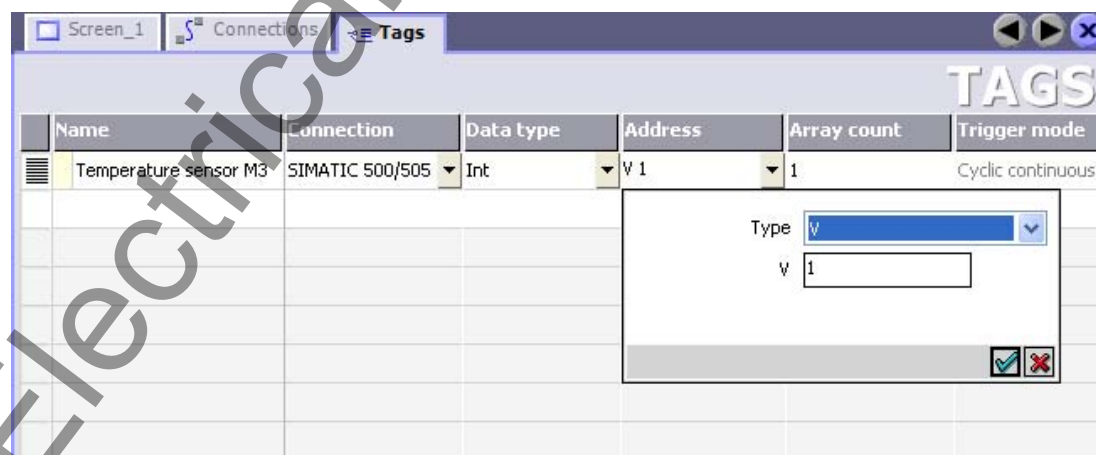 Screen_1 Connections Tags
TAGS
Name Connection Data type Address Array count Trigger mode
Temperature sensor M3 SIMATIC 500/505 Int V 1 1 Cyclic continuous
Type V
V 1
Electrical